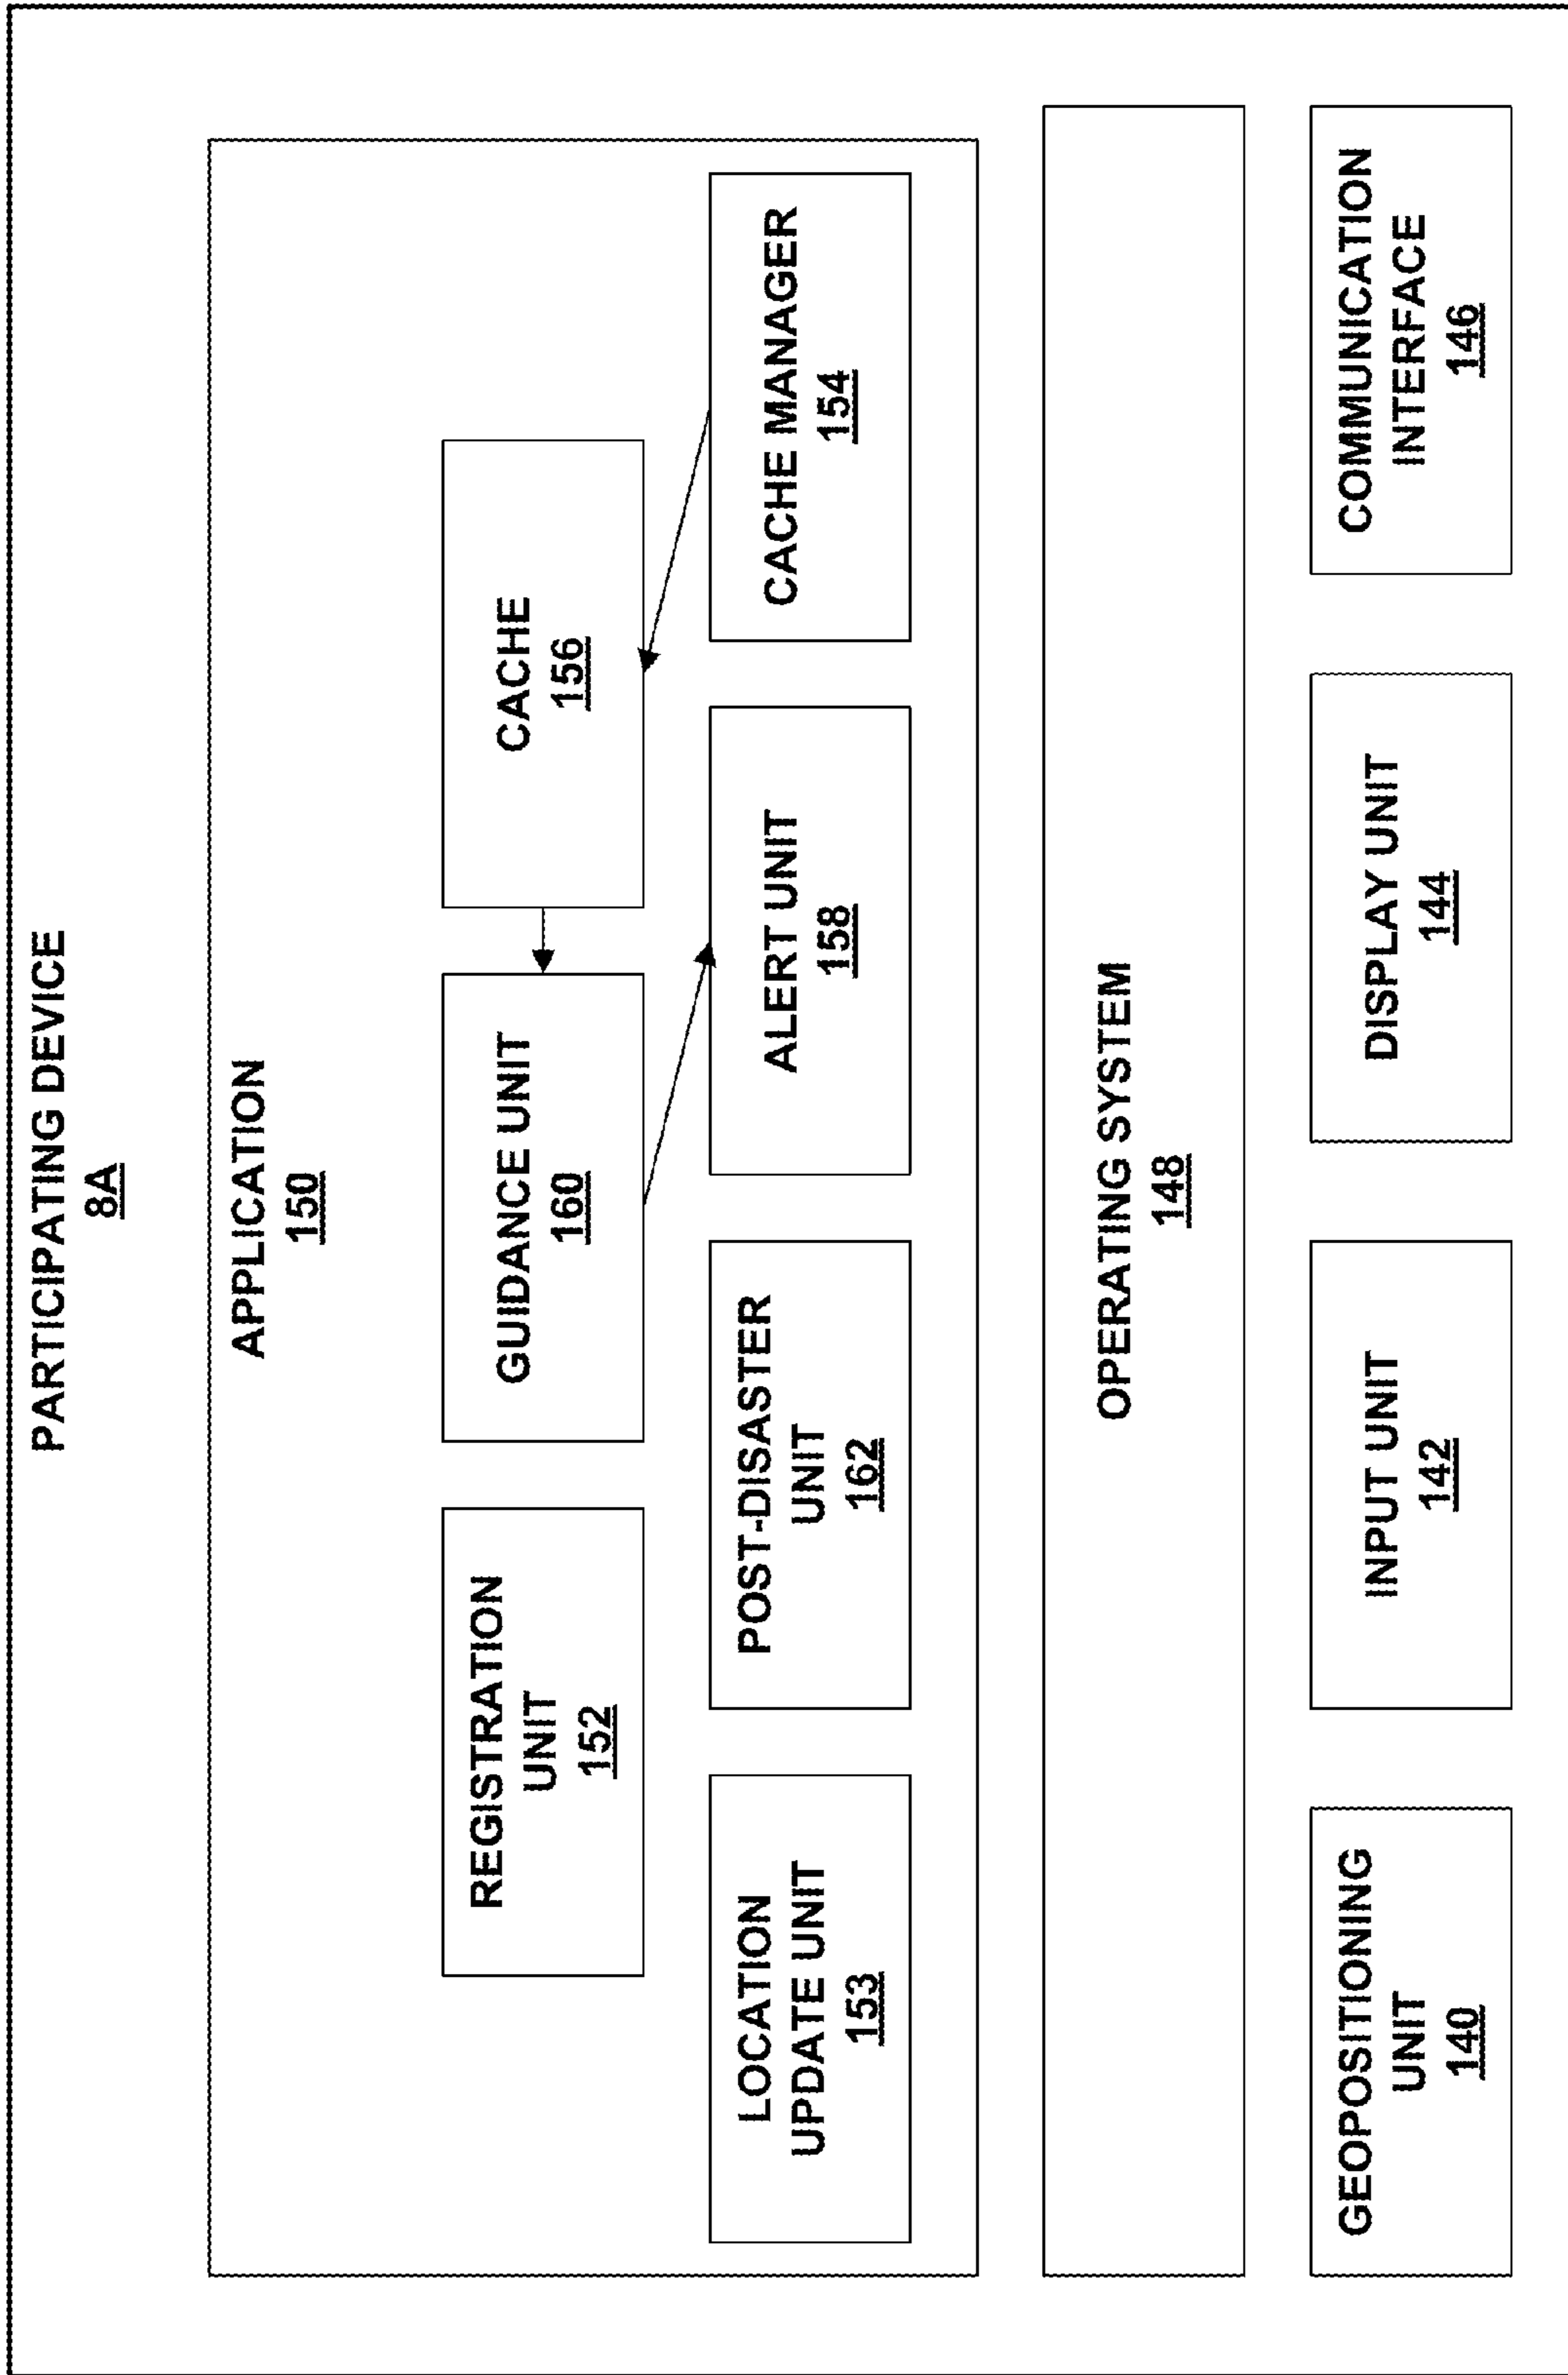 PARTICIPATING DEVICE
8A
APPLICATION
150
REGISTRATION
UNIT
152
GUIDANCE UNIT
160
CACHE
156
LOCATION
UPDATE UNIT
153
POST-DISASTER
UNIT
162
ALERT UNIT
158
CACHE MANAGER
154
OPERATING SYSTEM
148
GEOPOSITIONING
UNIT
140
INPUT UNIT
142
DISPLAY UNIT
144
COMMUNICATION
INTERFACE
146